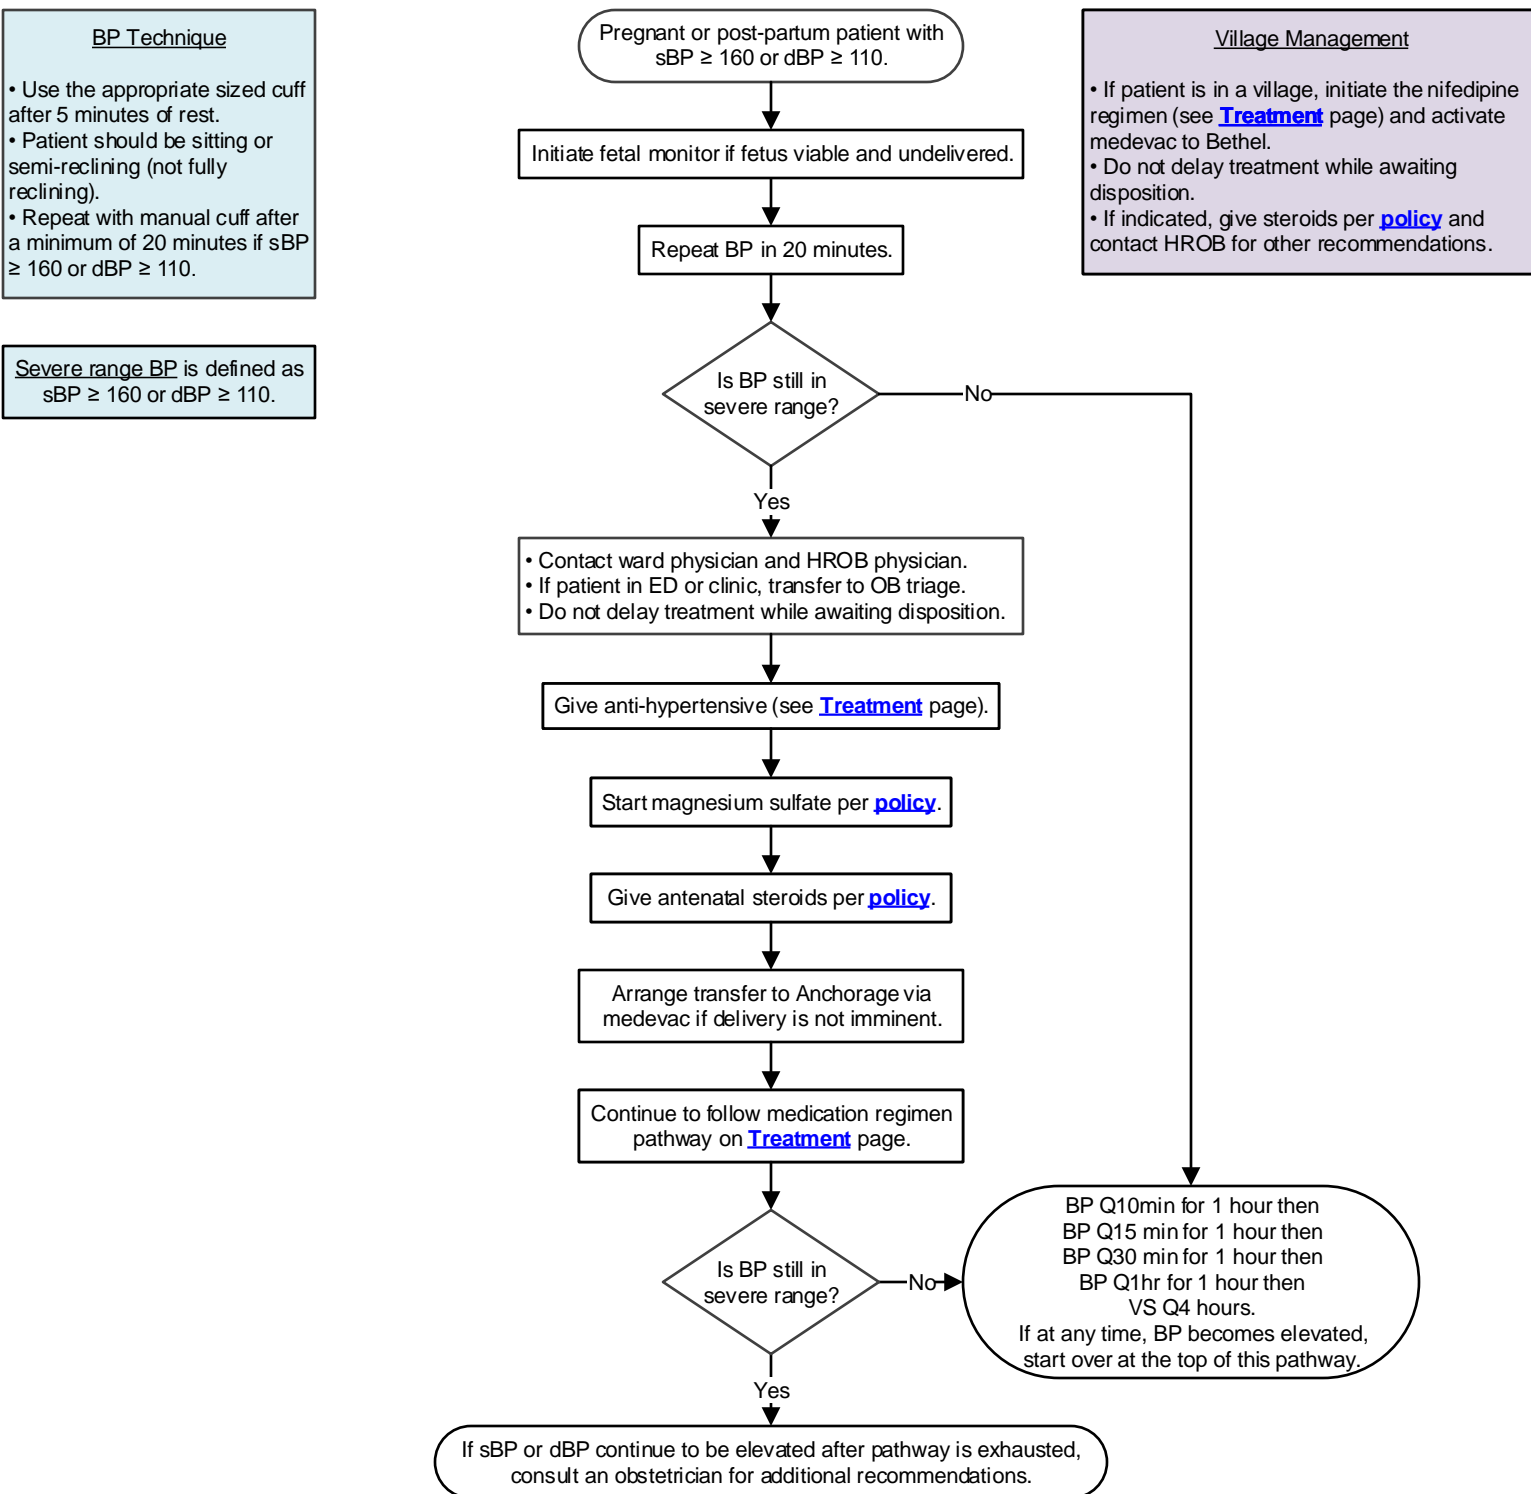 BP Technique
• Use the appropriate sized cuff
after 5 minutes of rest.
• Patient should be sitting or
semi-reclining (not fully
reclining).
• Repeat with manual cuff after
a minimum of 20 minutes if sBP
≥ 160 or dBP ≥ 110.
Severe range BP is defined as
sBP ≥ 160 or dBP ≥ 110.
Pregnant or post-partum patient with
sBP ≥ 160 or dBP ≥ 110.
Initiate fetal monitor if fetus viable and undelivered.
Repeat BP in 20 minutes.
Is BP still in
severe range?
No
Yes
• Contact ward physician and HROB physician.
• If patient in ED or clinic, transfer to OB triage.
• Do not delay treatment while awaiting disposition.
Give anti-hypertensive (see Treatment page).
Start magnesium sulfate per policy.
Give antenatal steroids per policy.
Arrange transfer to Anchorage via
medevac if delivery is not imminent.
Continue to follow medication regimen
pathway on Treatment page.
Is BP still in
severe range?
No
Yes
If sBP or dBP continue to be elevated after pathway is exhausted,
consult an obstetrician for additional recommendations.
Village Management
• If patient is in a village, initiate the nifedipine
regimen (see Treatment page) and activate
medevac to Bethel.
• Do not delay treatment while awaiting
disposition.
• If indicated, give steroids per policy and
contact HROB for other recommendations.
BP Q10min for 1 hour then
BP Q15 min for 1 hour then
BP Q30 min for 1 hour then
BP Q1hr for 1 hour then
VS Q4 hours.
If at any time, BP becomes elevated,
start over at the top of this pathway.